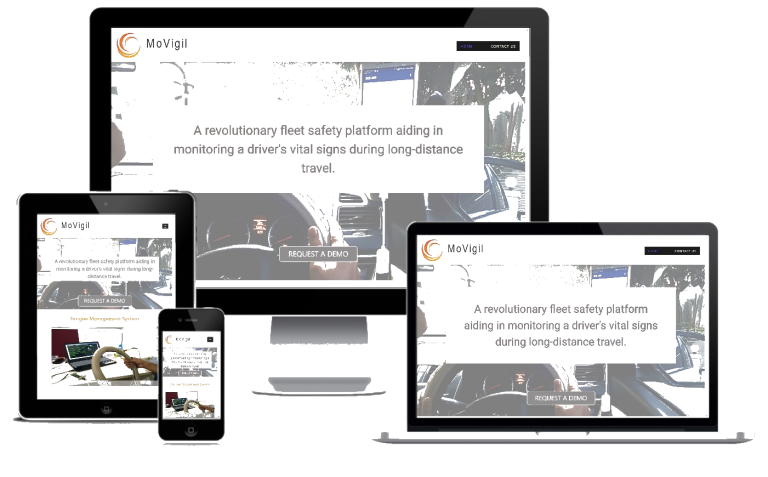 MoVigil
HOME CONTACT US
A revolutionary fleet safety platform aiding in
monitoring a driver's vital signs during long-distance
travel.
REQUEST A DEMO
MoVigil
A revolutionary fleet safety platform aiding in
monitoring a driver's vital signs during long-
distance travel.
REQUEST A DEMO
Fatigue Management System
MoVigil
MoVigil
CONTACT US
A revolutionary fleet safety platform
aiding in monitoring a driver's vital signs
during long-distance travel.
REQUEST A DEMO